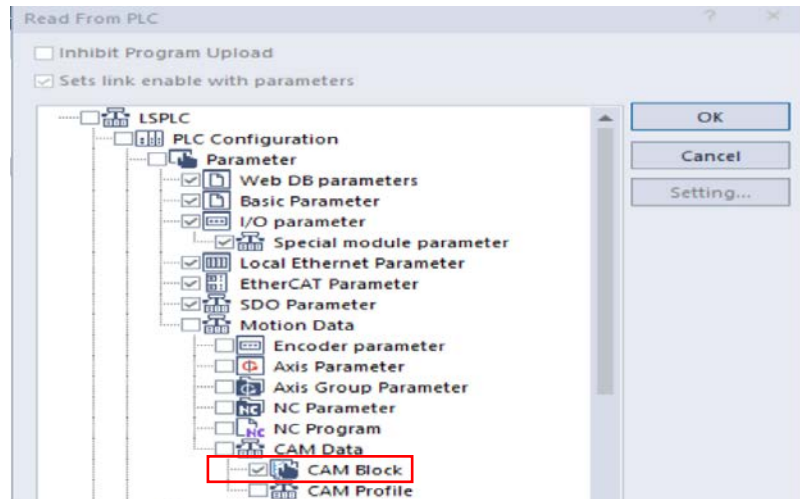 Read From PLC
Inhibit Program Upload
Sets link enable with parameters
LSPLC
OK
PLC Configuration
Parameter
Cancel
Web DB parameters
Basic Parameter
Setting...
I/O parameter
Special module parameter
Local Ethernet Parameter
EtherCAT Parameter
SDO Parameter
Motion Data
Encoder parameter
Axis Parameter
Axis Group Parameter
NC Parameter
NC Program
CAM Data
CAM Block
CAM Profile